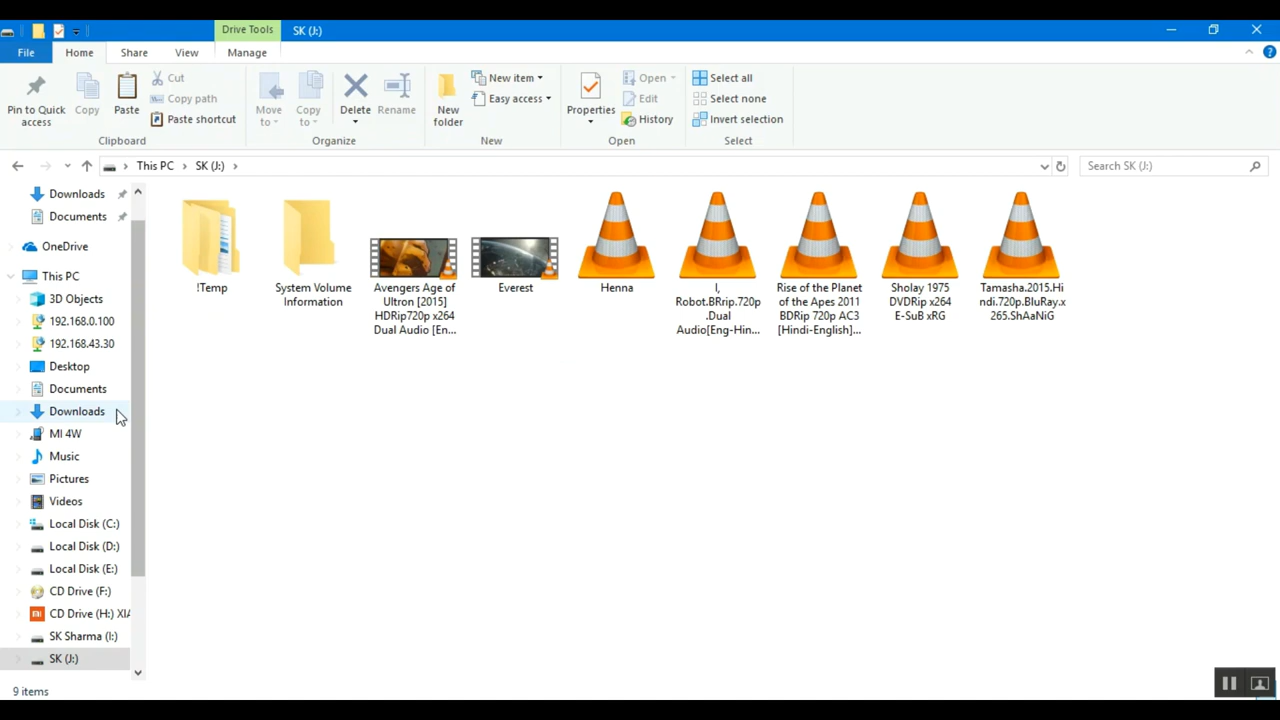 Drive Tools
SK (J:)
File
Home
Share
View
Manage
Pin to Quick
access
Copy
Paste
Cut
Copy path
Paste shortcut
Clipboard
Move
to
Copy
to
Delete
Rename
Organize
New
folder
New item
Easy access
New
Properties
Open
Edit
History
Open
Select all
Select none
Invert selection
Select
This PC
SK (J:)
Search SK (J:)
Downloads
Documents
OneDrive
This PC
3D Objects
192.168.0.100
192.168.43.30
Desktop
Documents
Downloads
MI 4W
Music
Pictures
Videos
Local Disk (C:)
Local Disk (D:)
Local Disk (E:)
CD Drive (F:)
CD Drive (H:) XIA
SK Sharma (I:)
SK (J:)
!Temp
System Volume
Information
Avengers Age of
Ultron [2015]
HDRip720p x264
Dual Audio [En...
Everest
Henna
I,
Robot.BRrip.720p
.Dual
Audio[Eng-Hin...
Rise of the Planet
of the Apes 2011
BDRip 720p AC3
[Hindi-English]...
Sholay 1975
DVDRip x264
E-SuB xRG
Tamasha.2015.Hi
ndi.720p.BluRay.x
265.ShAaNiG
9 items